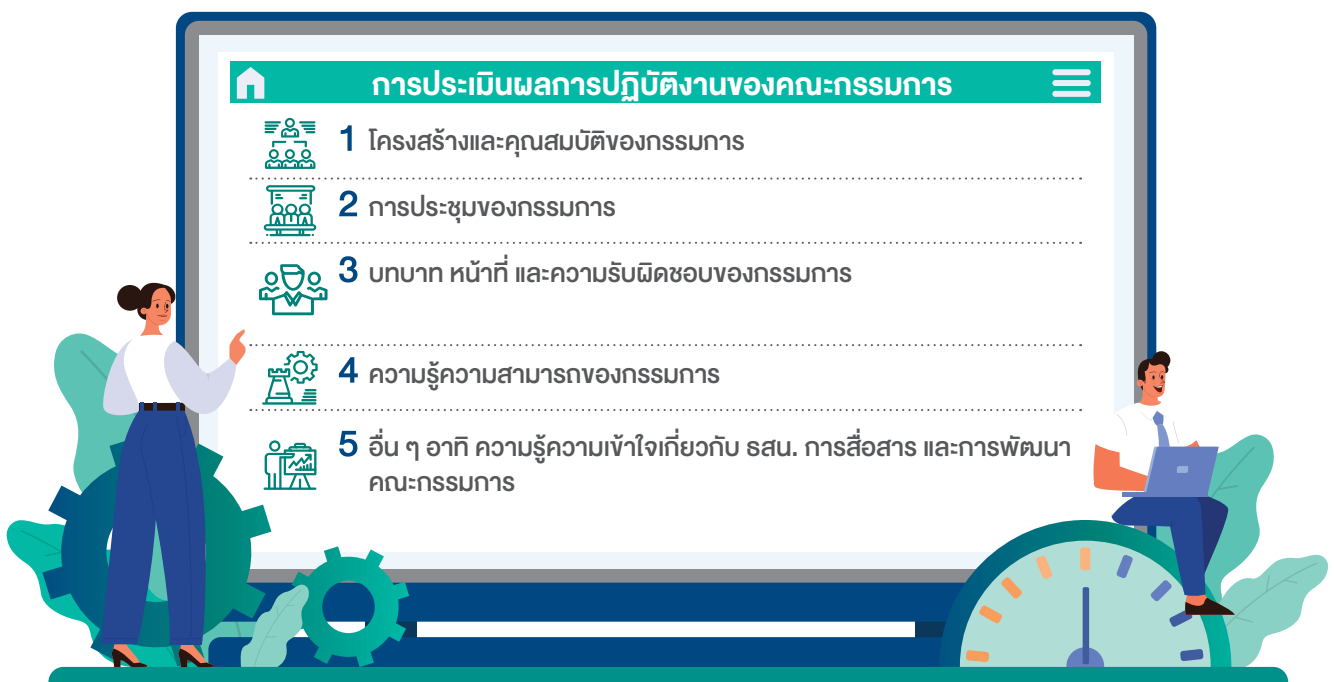 การประเมินผลการปฏิบัติงานของคณะกรรมการ
1 โครงสร้างและคุณสมบัติของกรรมการ
2 การประชุมของกรรมการ
3 บทบาท หน้าที่ และความรับผิดชอบของกรรมการ
4 ความรู้ความสามารถของกรรมการ
5 อื่น ๆ อาทิ ความรู้ความเข้าใจเกี่ยวกับ ธสน. การสื่อสาร และการพัฒนา
คณะกรรมการ